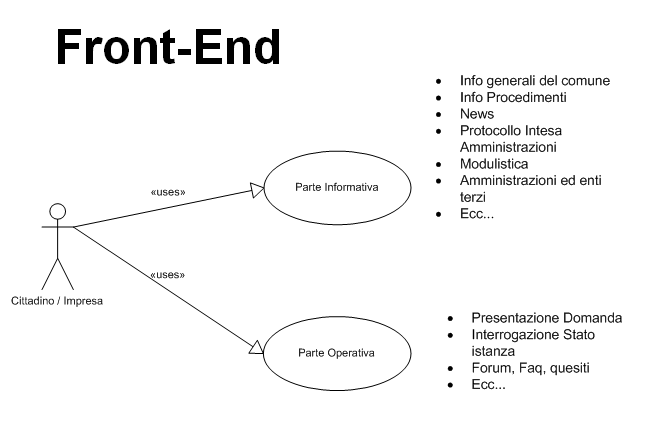 Front-End
Info generali del comune
Info Procedimenti
News
Protocollo Intesa
Amministrazioni
Modulistica
Amministrazioni ed enti
terzi
Ecc...
«uses»
Parte Informativa
Cittadino / Impresa
«uses»
Parte Operativa
Presentazione Domanda
Interrogazione Stato
istanza
Forum, Faq, quesiti
Ecc...